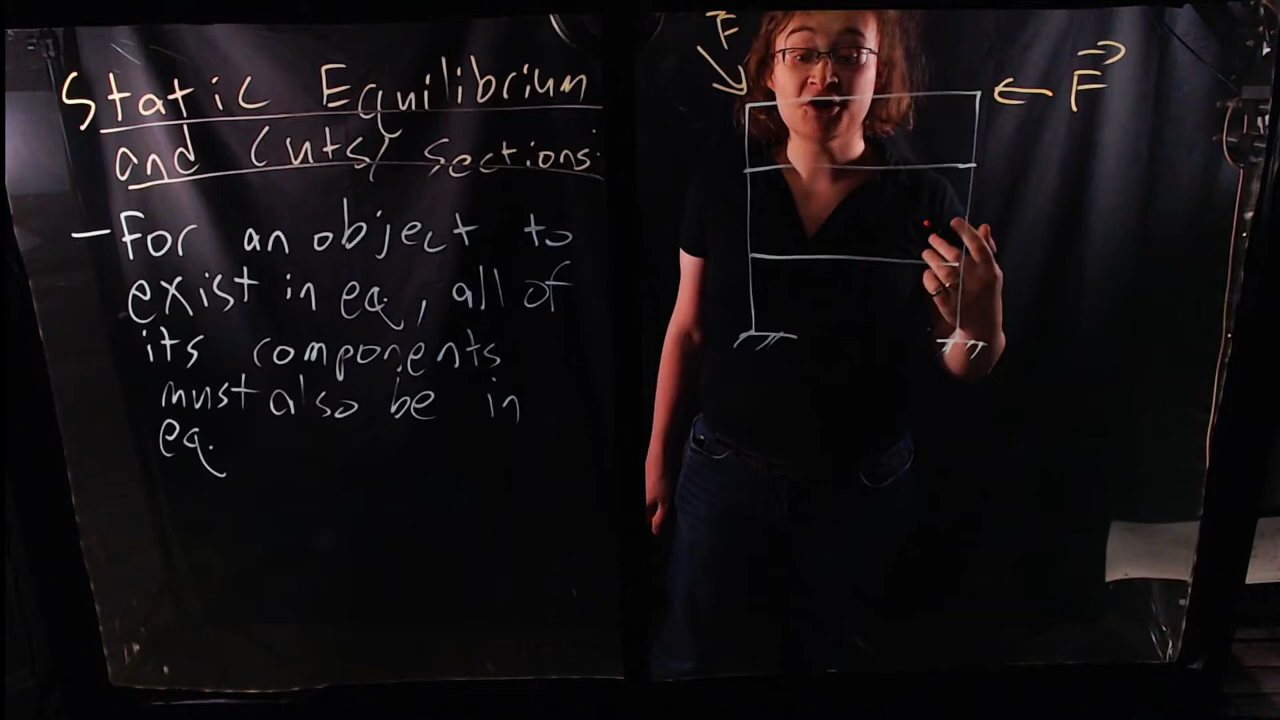 Static Equilibrium
and Cuts/ Sections:
- For an object to
exist in eq., all of
its components
must also be in
eq.
F
F